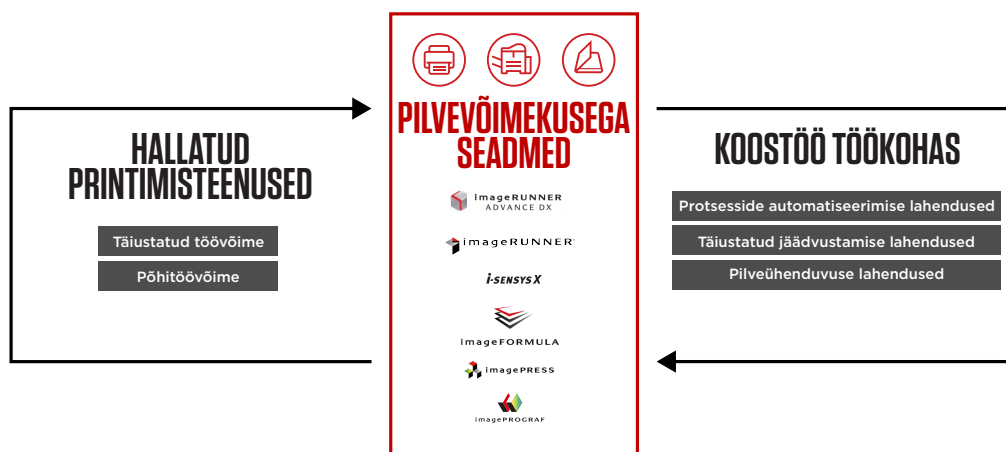 HALLATUD
PRINTIMISTEENUSED
Täiustatud töövõime
Põhitöövõime
PILVEVÕIMEKUSEGA
SEADMED
imageRUNNER
ADVANCE DX
imageRUNNER
i-SENSYS X
imageFORMULA
imagePRESS
imagePROGRAF
KOOSTÖÖ TÖÖKOHAS
Protsesside automatiseerimise lahendused
Täiustatud jäädvustamise lahendused
Pilveühenduvuse lahendused